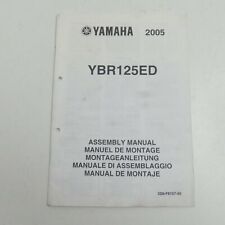 YAMAHA 2005
YBR125ED
ASSEMBLY MANUAL
MANUEL DE MONTAGE
MONTAGEANLEITUNG
MANUALE DI ASSEMBLAGGIO
MANUAL DE MONTAJE